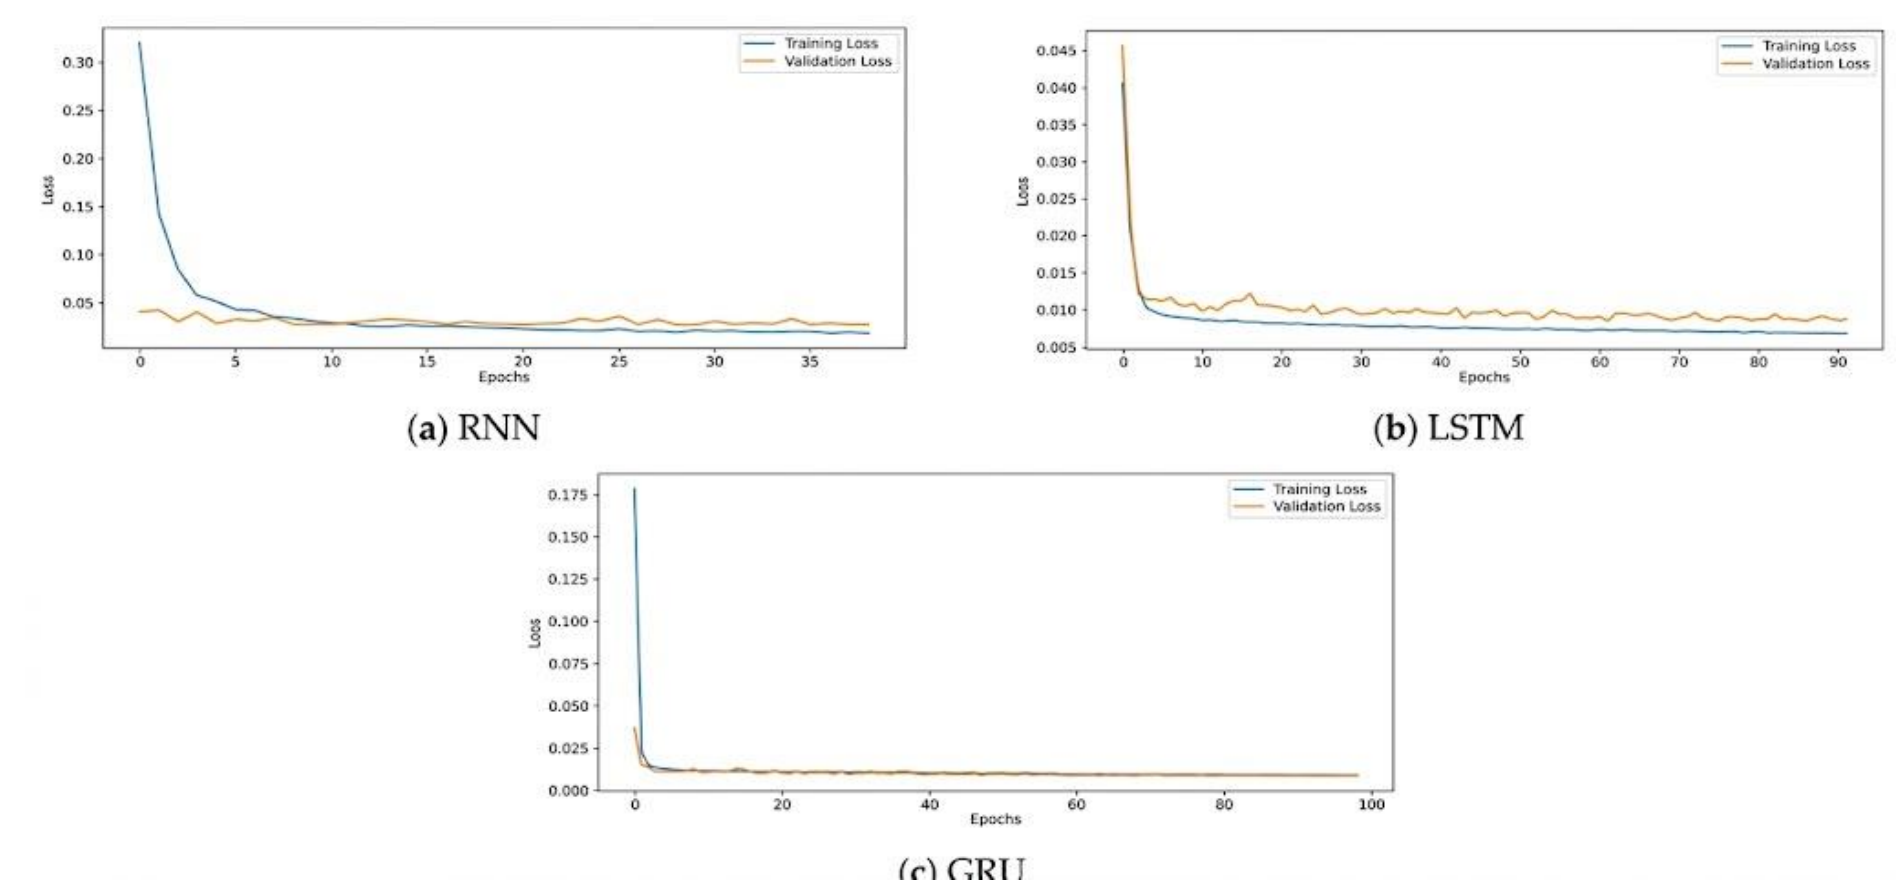 Training Loss
Validation Loss
0.30
0.25
0.20
0.15
0.10
0.05
Loss
0 5 10 15 20 25 30 35
Epochs
(a) RNN
Training Loss
Validation Loss
0.045
0.040
0.035
0.030
0.025
0.020
0.015
0.010
0.005
Loss
0 10 20 30 40 50 60 70 80 90
Epochs
(b) LSTM
Training Loss
Validation Loss
0.175
0.150
0.125
0.100
0.075
0.050
0.025
0.000
Loss
0 20 40 60 80 100
Epochs
(c) GRU